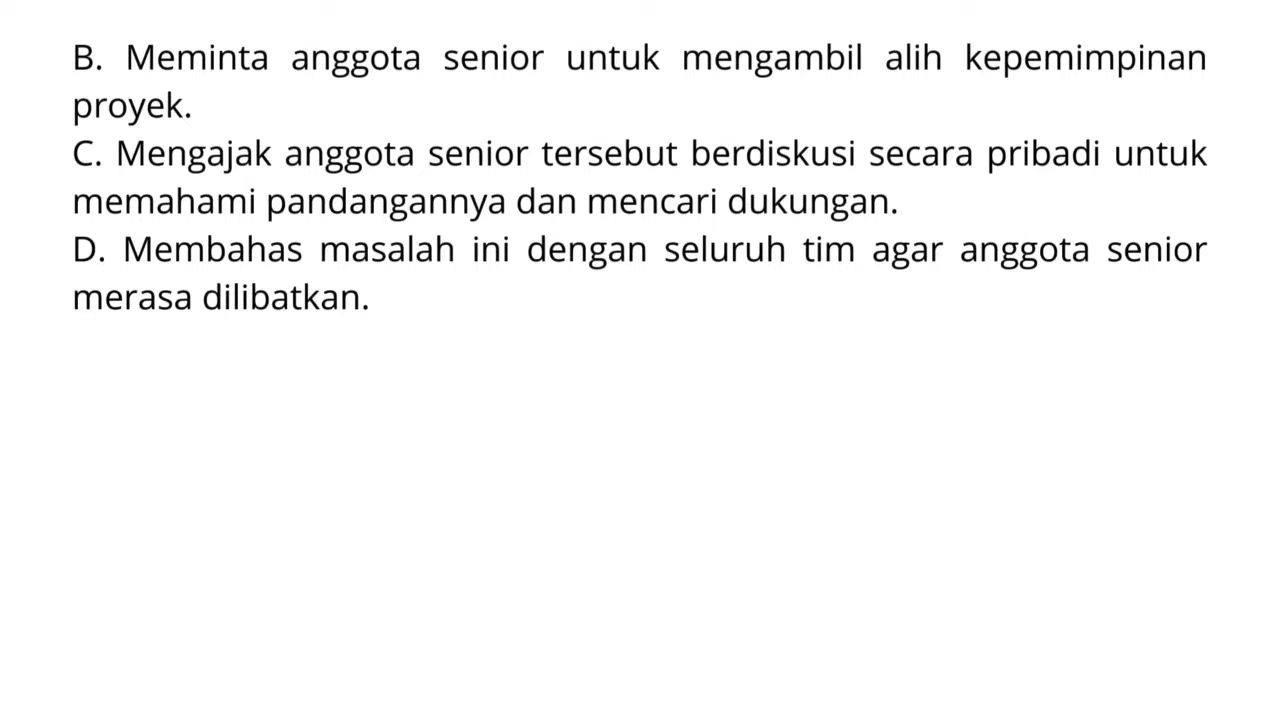 B. Meminta anggota senior untuk mengambil alih kepemimpinan
proyek.
C. Mengajak anggota senior tersebut berdiskusi secara pribadi untuk
memahami pandangannya dan mencari dukungan.
D. Membahas masalah ini dengan seluruh tim agar anggota senior
merasa dilibatkan.